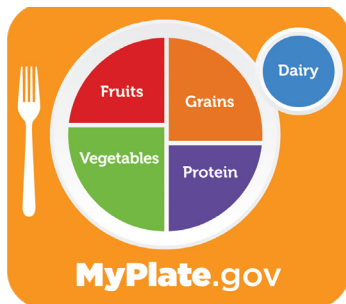 Dairy
Fruits
Grains
Vegetables
Protein
MyPlate.gov